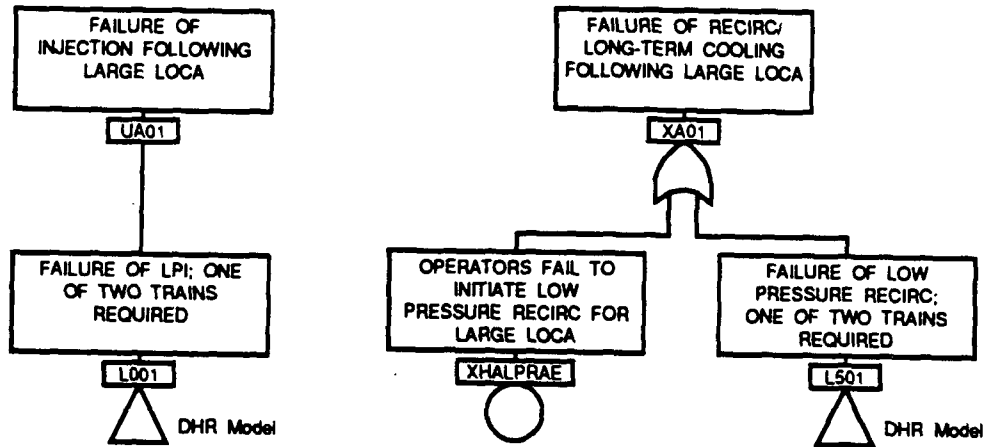 FAILURE OF
INJECTION FOLLOWING
LARGE LOCA
UA01
FAILURE OF LPI; ONE
OF TWO TRAINS
REQUIRED
L001
DHR Model
FAILURE OF RECIRC/
LONG-TERM COOLING
FOLLOWING LARGE LOCA
XA01
OPERATORS FAIL TO
INITIATE LOW
PRESSURE RECIRC FOR
LARGE LOCA
XHALPRAE
FAILURE OF LOW
PRESSURE RECIRC;
ONE OF TWO TRAINS
REQUIRED
L501
DHR Model